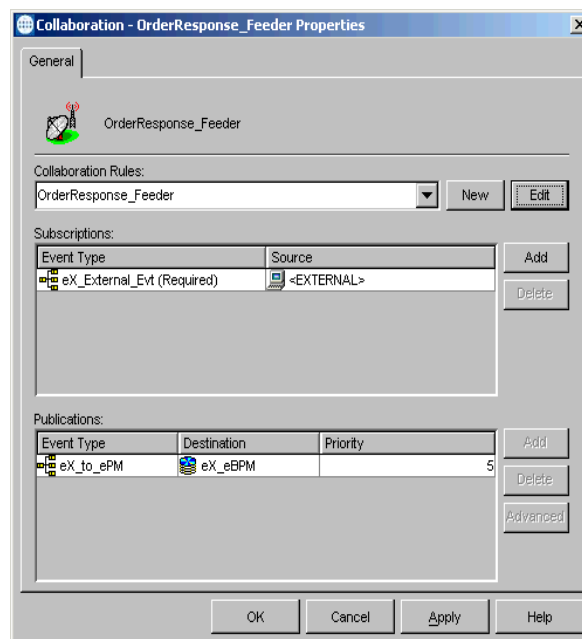 Collaboration - OrderResponse_Feeder Properties
General
OrderResponse_Feeder
Collaboration Rules:
OrderResponse_Feeder New Edit
Subscriptions:
Event Type Source Add
eX_External_Evt (Required) <EXTERNAL>
Delete
Publications:
Event Type Destination Priority Add
eX_to_ePM eX_eBPM 5
Delete
Advanced
OK Cancel Apply Help